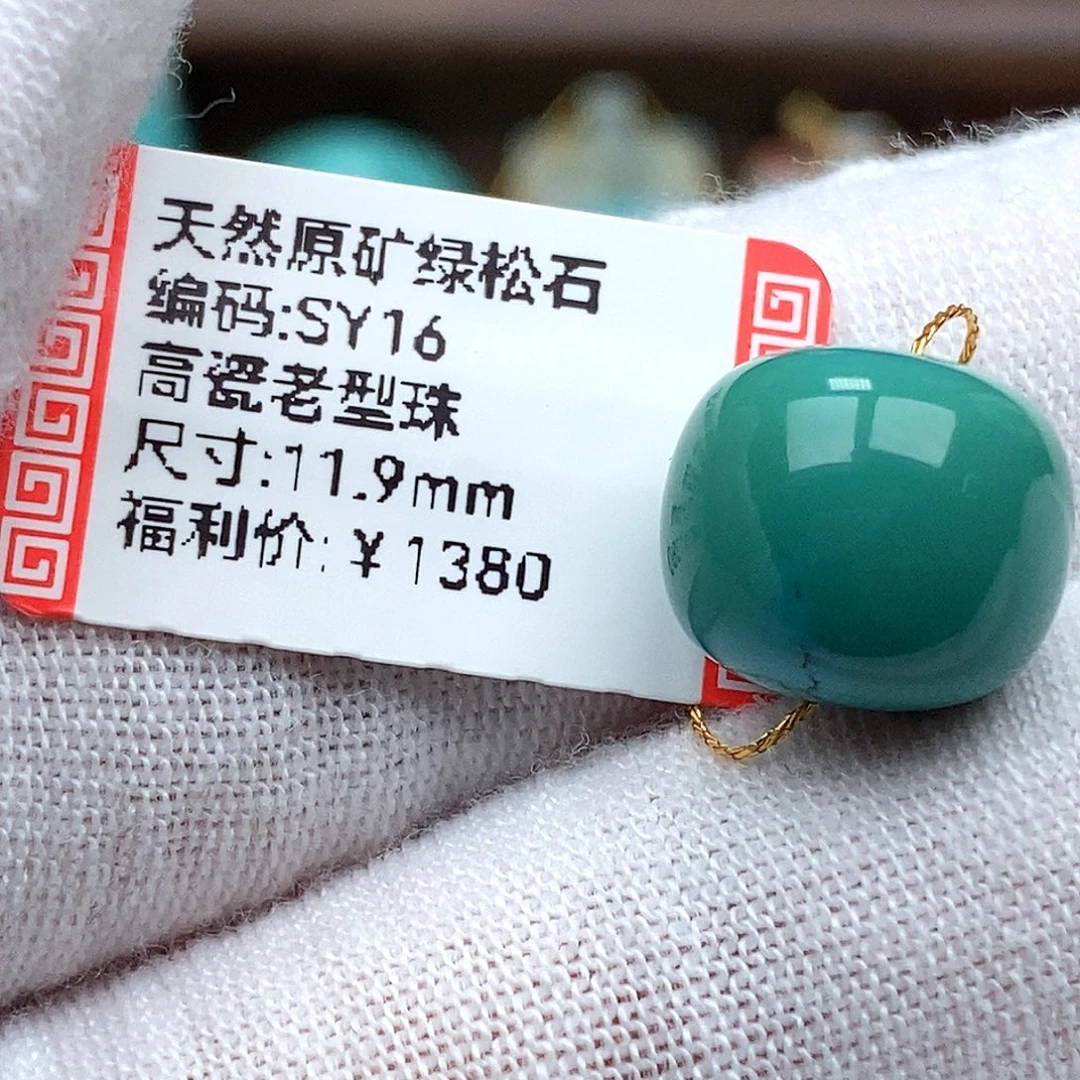 天然原矿绿松石
编码:SY16
高瓷老型珠
尺寸:11.9mm
福利价:¥1380